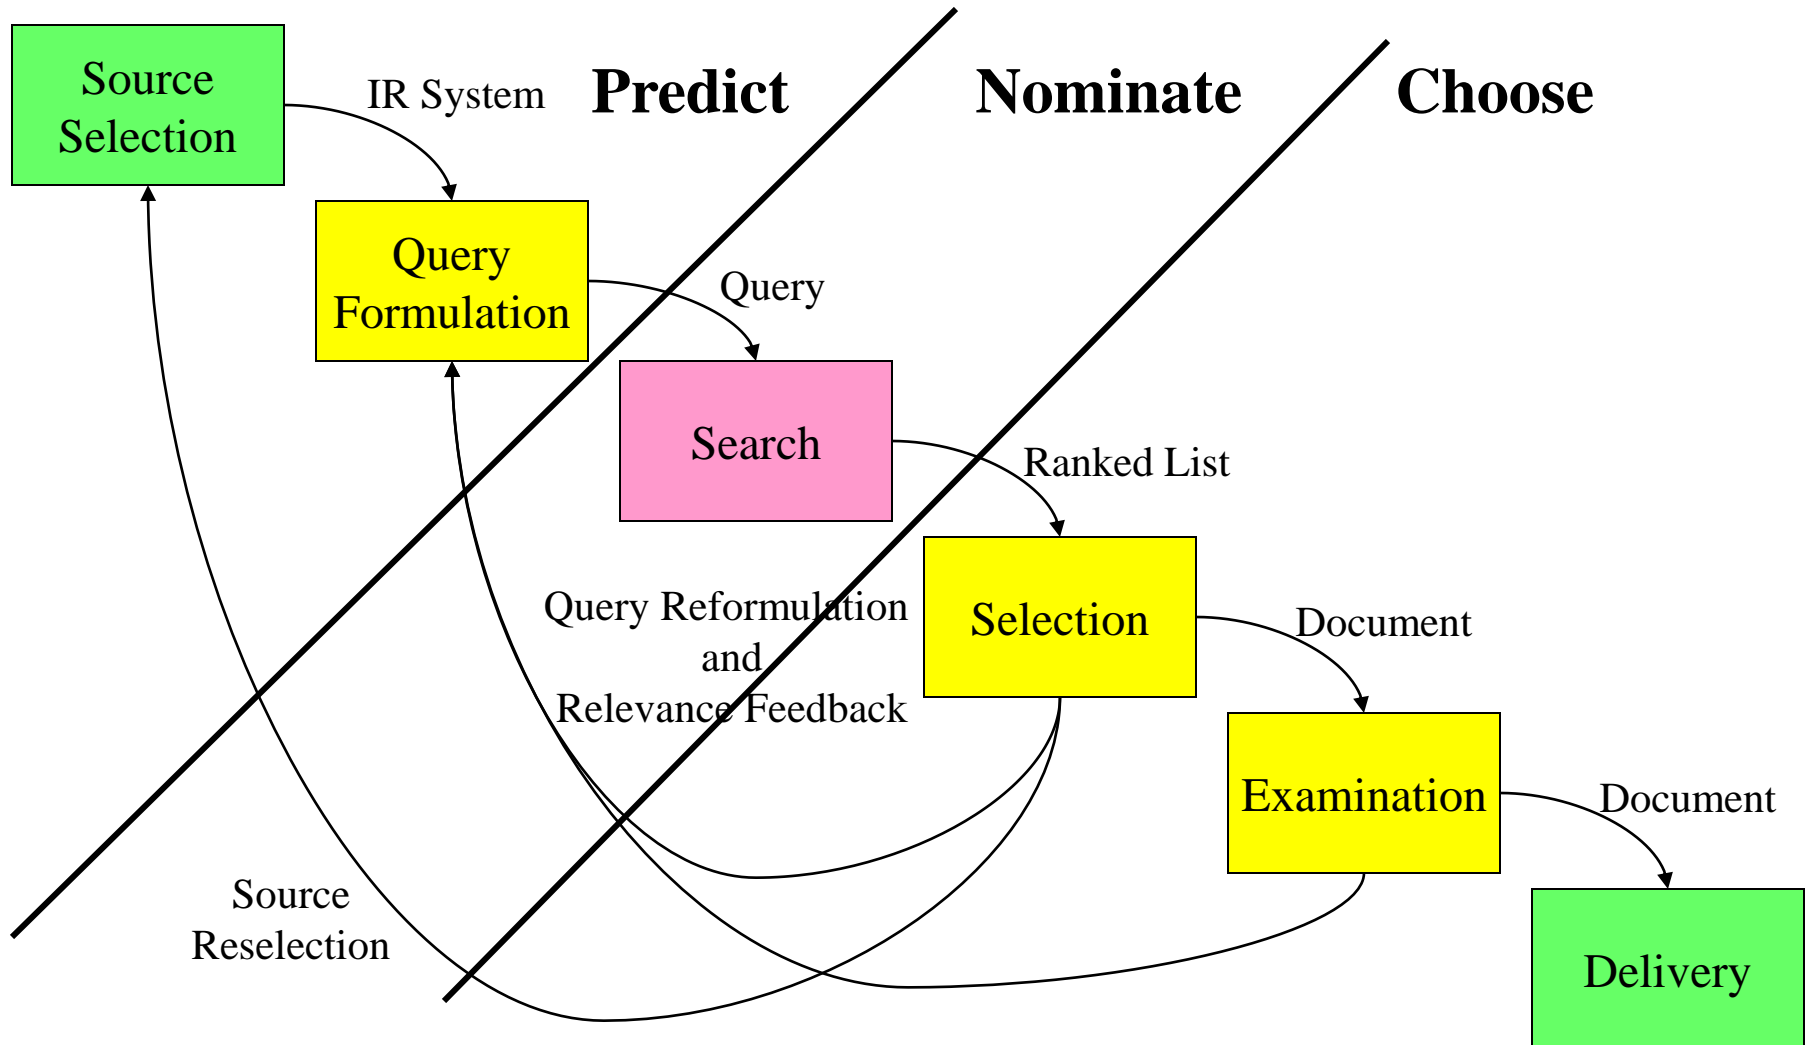 Source
Selection
IR System
Predict
Nominate
Choose
Query
Formulation
Query
Search
Ranked List
Query Reformulation
and
Relevance Feedback
Selection
Document
Examination
Document
Source
Reselection
Delivery